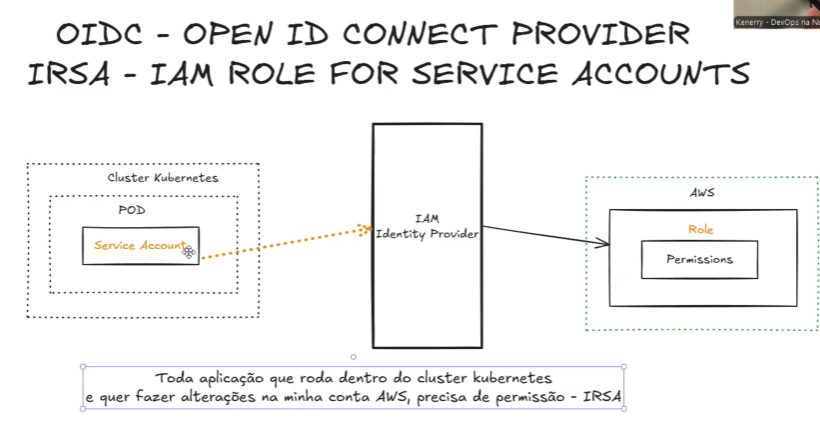 Kenerry - DevOps na Nu
OIDC - OPEN ID CONNECT PROVIDER
IRSA - IAM ROLE FOR SERVICE ACCOUNTS
Cluster Kubernetes
POD
Service Account
IAM
Identity Provider
AWS
Role
Permissions
Toda aplicação que roda dentro do cluster kubernetes
e quer fazer alterações na minha conta AWS, precisa de permissão - IRSA